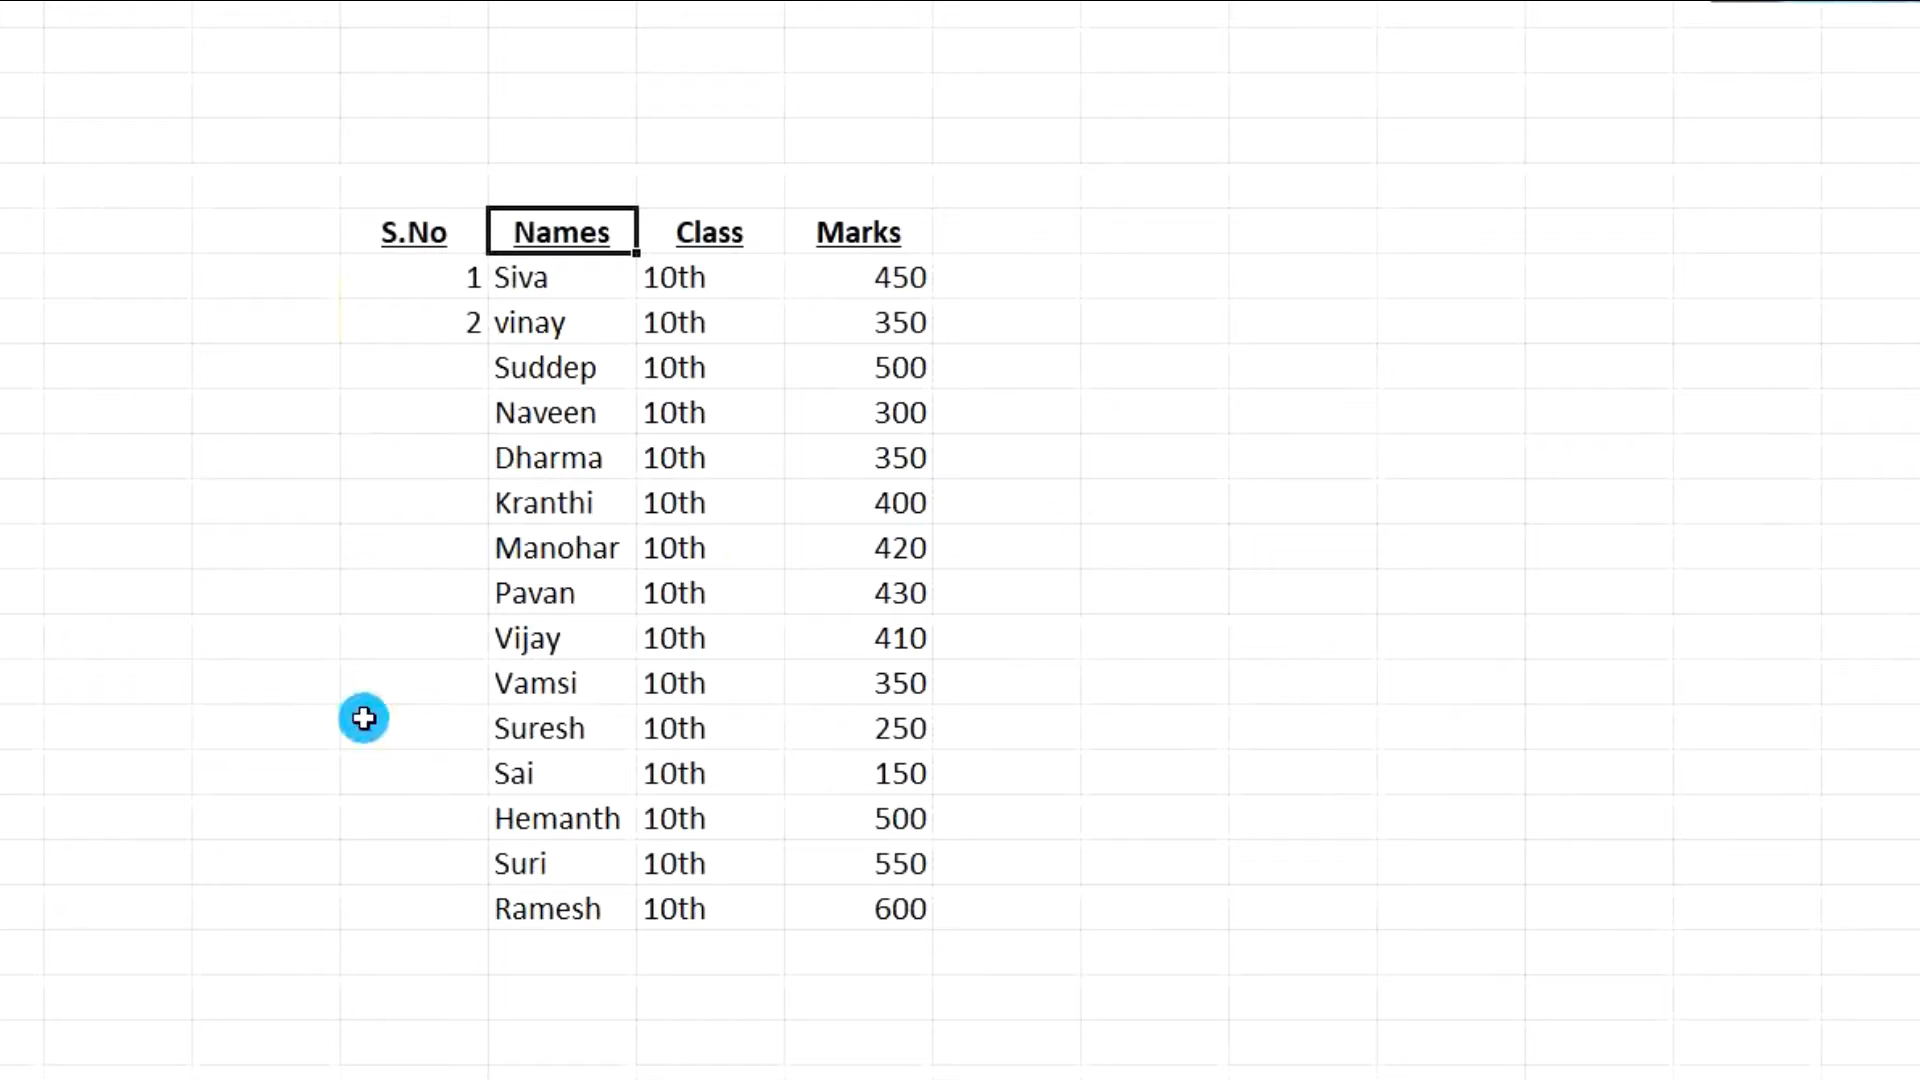 S.No Names Class Marks
1 Siva 10th 450
2 vinay 10th 350
Suddep 10th 500
Naveen 10th 300
Dharma 10th 350
Kranthi 10th 400
Manohar 10th 420
Pavan 10th 430
Vijay 10th 410
Vamsi 10th 350
Suresh 10th 250
Sai 10th 150
Hemanth 10th 500
Suri 10th 550
Ramesh 10th 600